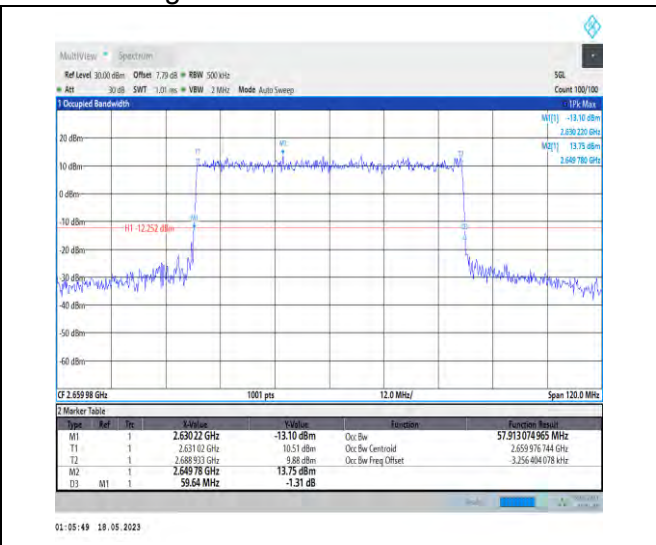 MultiView Spectrum
Ref Level 30.00 dBm Offset 7.79 dB RBW 500 kHz SGL
Att 30 dB SWT 1.01 ms VBW 2 MHz Mode Auto Sweep Count 100/100
1 Occupied Bandwidth 1Pk Max
M1[1] -13.10 dBm
2.630 220 GHz
M2[1] 13.75 dBm
2.649 780 GHz
20 dBm
10 dBm
0 dBm
-10 dBm
H1 -12.252 dBm
-20 dBm
-30 dBm
-40 dBm
-50 dBm
-60 dBm
CF 2.659 98 GHz 1001 pts 12.0 MHz/ Span 120.0 MHz
2 Marker Table
Type Ref Trc X-Value Y-Value Function Function Result
M1 1 2.630 22 GHz -13.10 dBm Occ Bw 57.913 074 965 MHz
T1 1 2.631 02 GHz 10.51 dBm Occ Bw Centroid 2.659 976 744 GHz
T2 1 2.688 933 GHz 9.88 dBm Occ Bw Freq Offset -3.256 404 078 kHz
M2 1 2.649 78 GHz 13.75 dBm
D3 M1 1 59.64 MHz -1.31 dB
01:05:49 18.05.2023